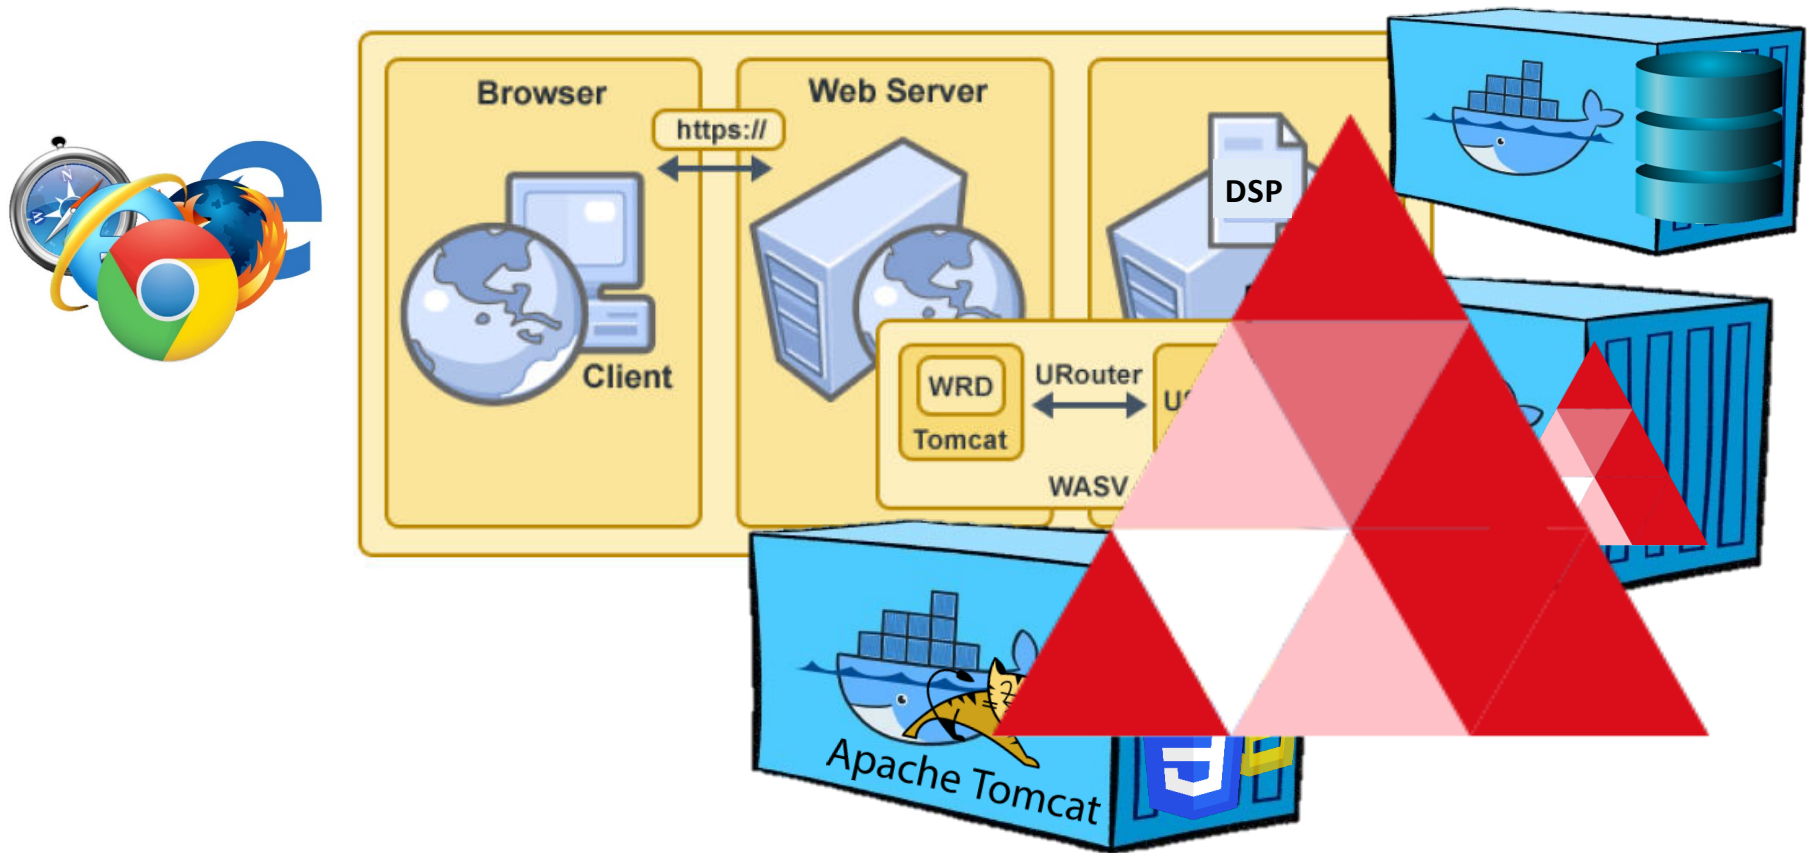 Browser
Web Server
https://
DSP
Client
WRD
URouter
Tomcat
WASV
Apache Tomcat
N
W